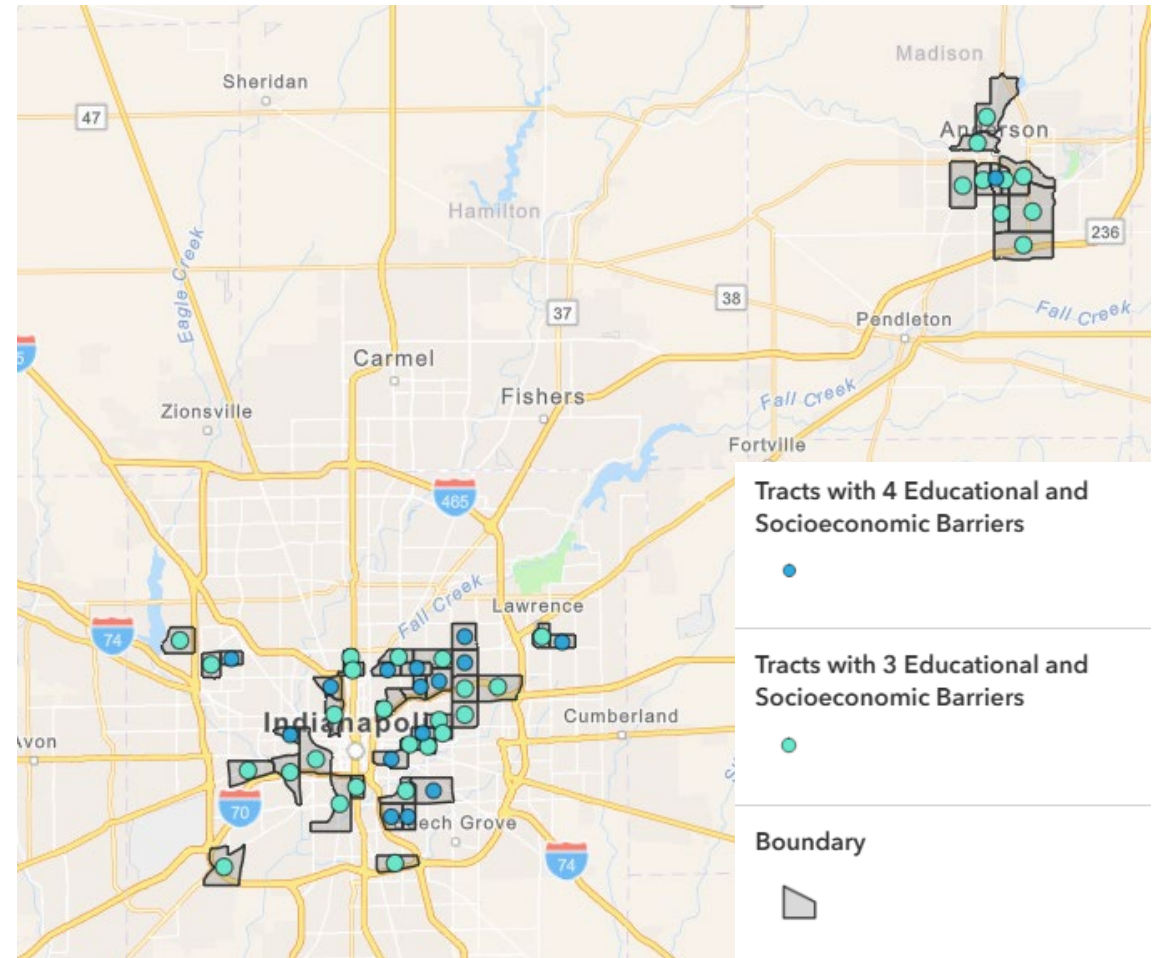 Madison
Sheridan
47
Anderson
Hamilton
236
Eagle Creek
38
37
Fall Creek
Pendleton
Carmel
Fishers
Fall Creek
Zionsville
Fortville
465
Tracts with 4 Educational and
Socioeconomic Barriers
Fall Creek
Lawrence
74
Tracts with 3 Educational and
Socioeconomic Barriers
Indianapoli
Cumberland
Avon
70
ech Grove
Boundary
74